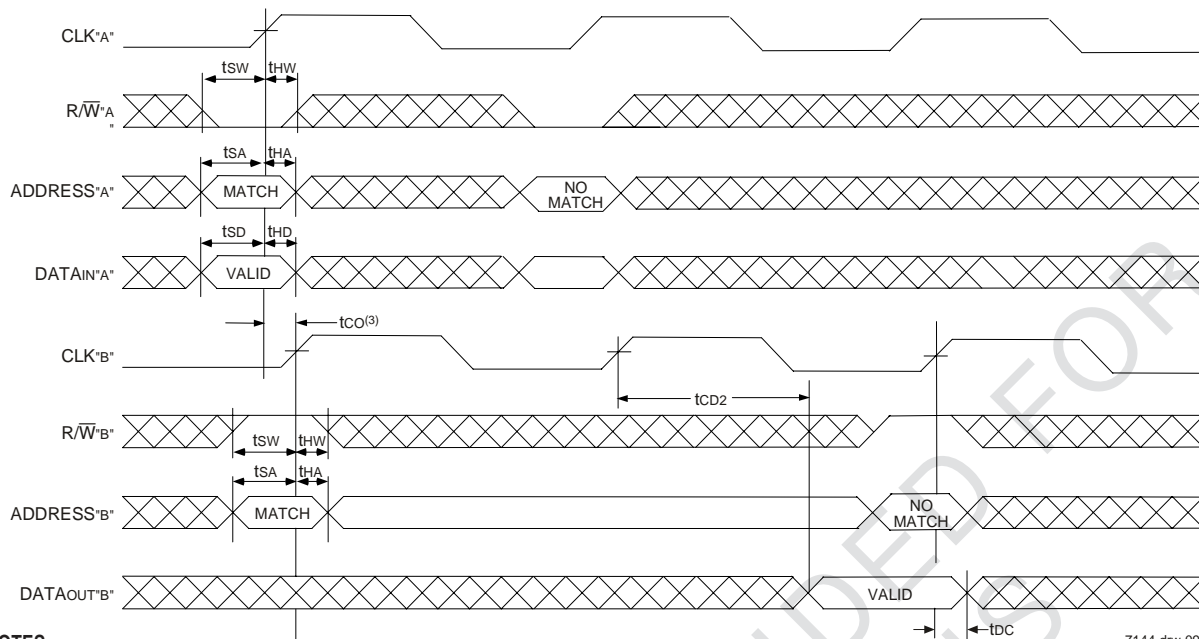 CLK"A"
tSW tHW
R/W"A
"
tSA tHA
ADDRESS"A" MATCH NO
MATCH
tSD tHD
DATAIN"A" VALID
tCO(3)
CLK"B"
tCD2
R/W"B"
tSW tHW
tSA tHA
ADDRESS"B" MATCH NO
MATCH
DATAOUT"B" VALID
tDC